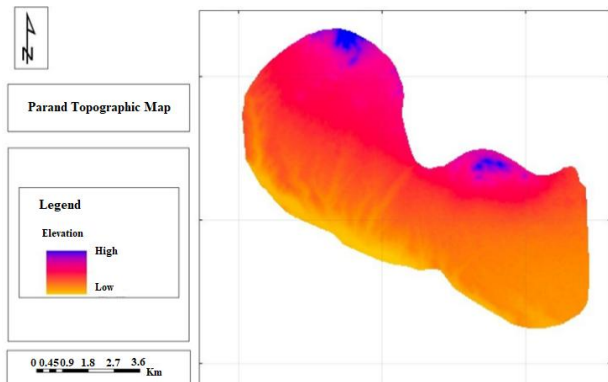 N
Parand Topographic Map
Legend
Elevation
High
Low
0 0.45 0.9 1.8 2.7 3.6
Km